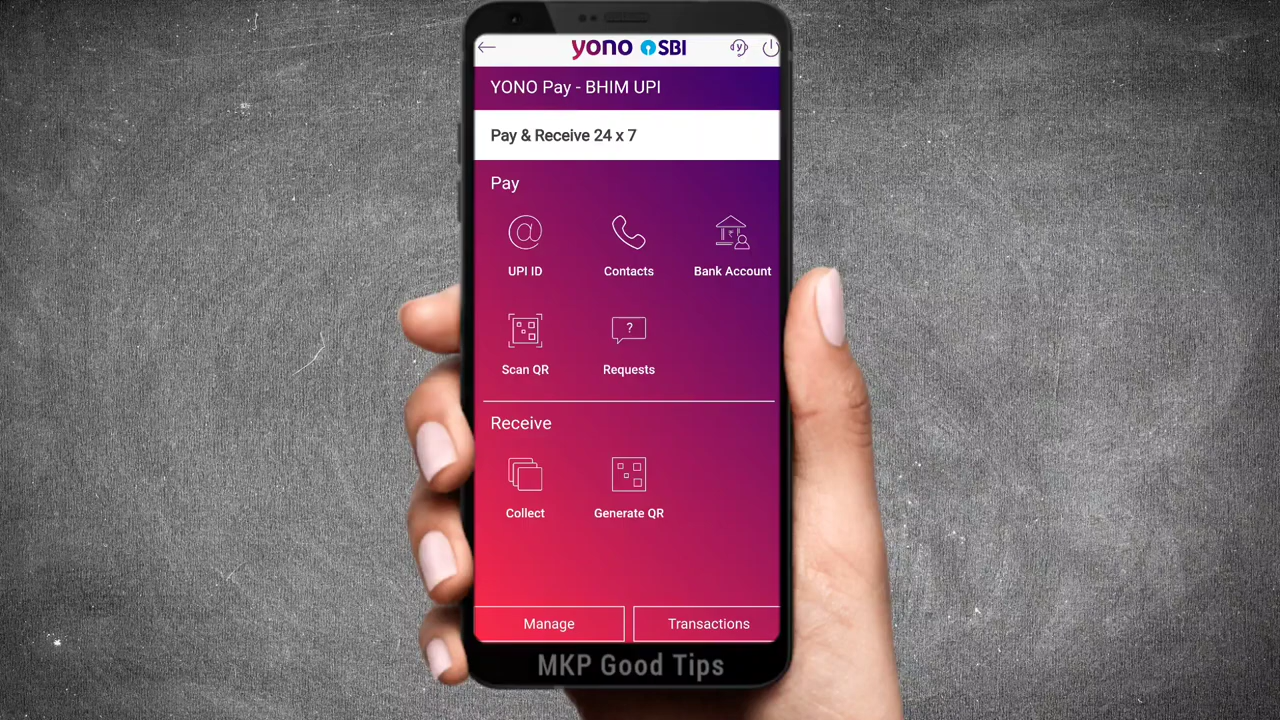 yono SBI
YONO Pay - BHIM UPI
Pay & Receive 24 x 7
Pay
@
UPI ID
Contacts
₹
Bank Account
Scan QR
?
Requests
Receive
Collect
Generate QR
Manage
Transactions
MKP Good Tips